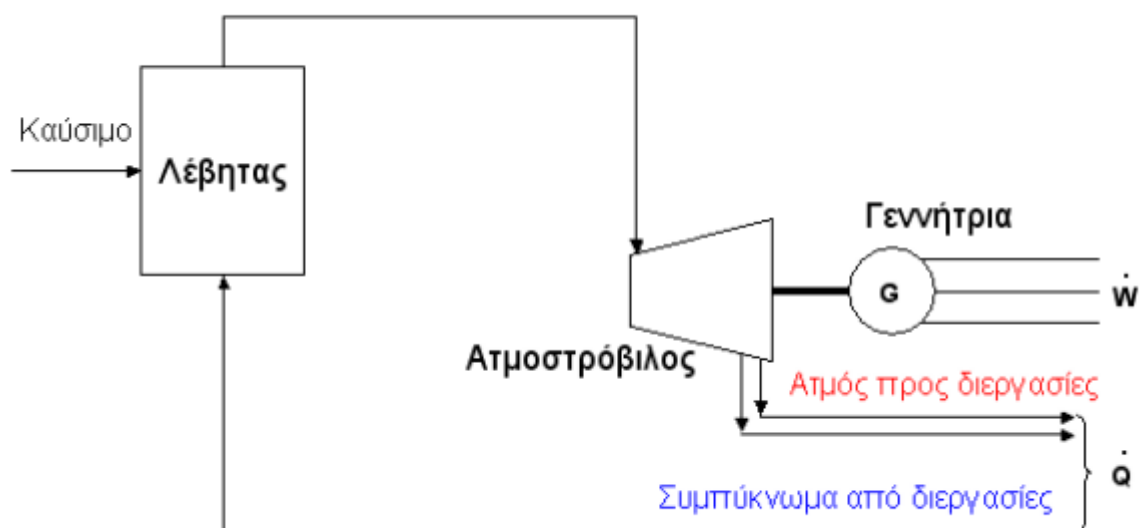 Καύσιμο
Λέβητας
Γεννήτρια
G
Ẇ
Ατμοστρόβιλος
Ατμός προς διεργασίες
Q̇
Συμπύκνωμα από διεργασίες